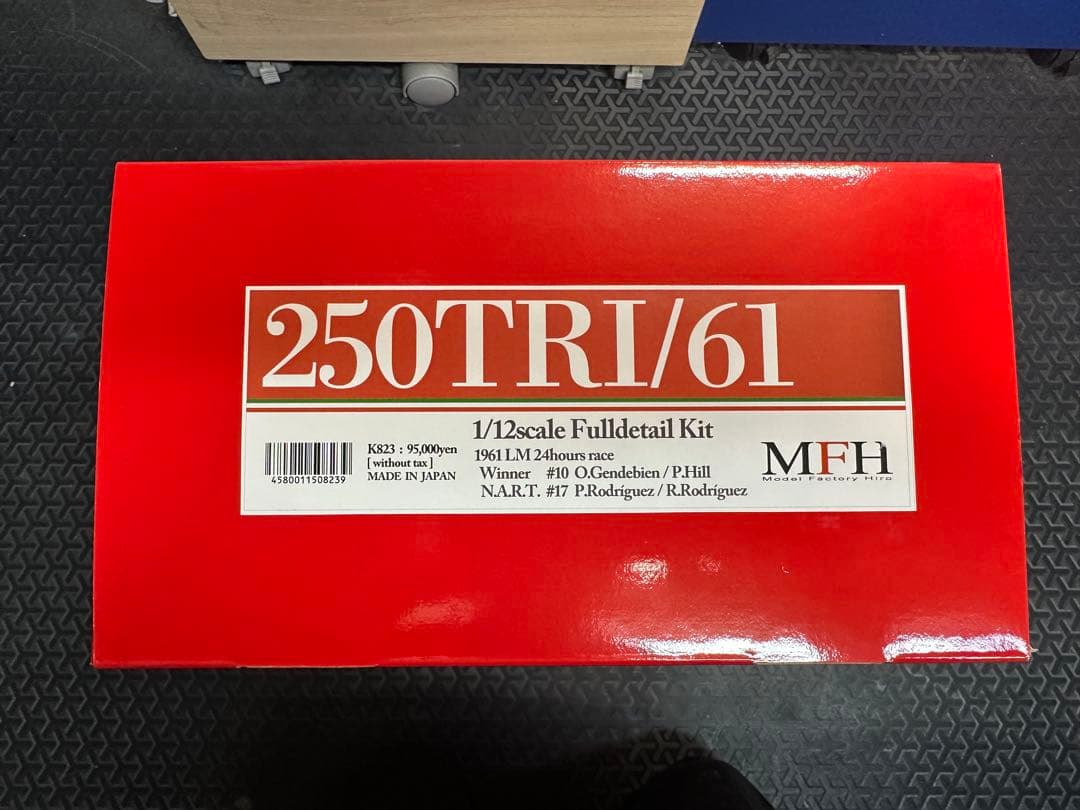 250TRI/61
1/12scale Fulldetail Kit
K823 : 95,000yen
[ without tax ]
MADE IN JAPAN
4580011508239
1961 LM 24hours race
Winner #10 O.Gendebien / P.Hill
N.A.R.T. #17 P.Rodríguez / R.Rodríguez
MFH
Model Factory Hiro